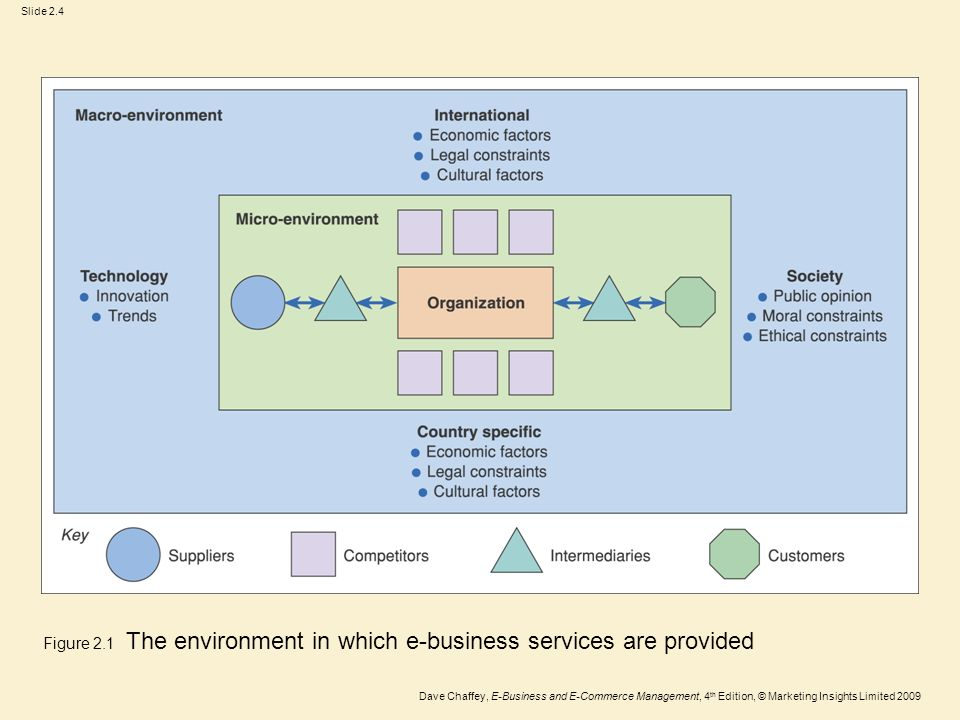 Slide 2.4
Macro-environment
International
● Economic factors
● Legal constraints
● Cultural factors
Micro-environment
Technology
● Innovation
● Trends
Organization
Society
● Public opinion
● Moral constraints
● Ethical constraints
Country specific
● Economic factors
● Legal constraints
● Cultural factors
Key
Suppliers
Competitors
Intermediaries
Customers
Figure 2.1 The environment in which e-business services are provided
Dave Chaffey, E-Business and E-Commerce Management, 4th Edition, © Marketing Insights Limited 2009